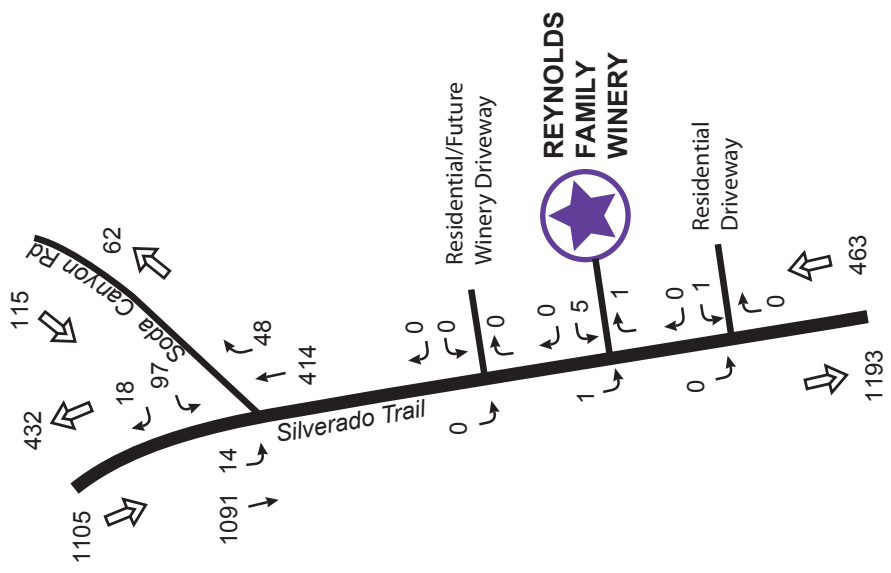 115
62
Soda Canyon Rd
432
18
97
48
414
1105
1091
14
Silverado Trail
Residential/Future
Winery Driveway
0
0
0
0
REYNOLDS
FAMILY
WINERY
0
5
1
1
Residential
Driveway
0
1
0
0
463
1193